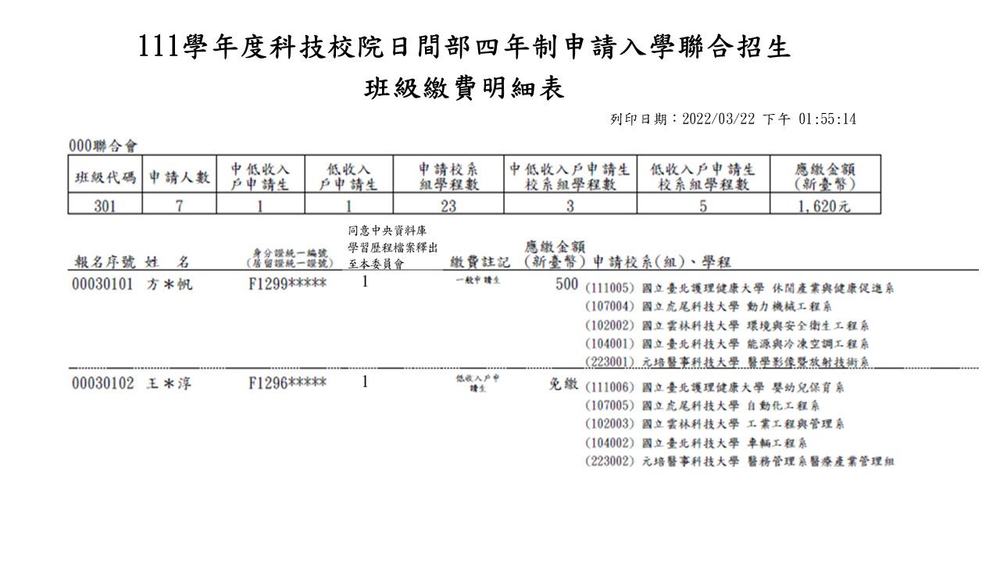 111學年度科技校院日間部四年制申請入學聯合招生
班級繳費明細表
列印日期：2022/03/22 下午 01:55:14
000聯合會
班級代碼 申請人數 中低收入戶申請生 低收入戶申請生 申請校系組學程數 中低收入戶申請生校系組學程數 低收入戶申請生校系組學程數 應繳金額(新臺幣)
301 7 1 1 23 3 5 1,620元
報名序號 姓 名 身分證統一編號(居留證統一證號) 同意中央資料庫學習歷程檔案釋出至本委員會 繳費註記 應繳金額(新臺幣) 申請校系(組)、學程
00030101 方＊帆 F1299***** 1 一般申請生 500 (111005) 國立臺北護理健康大學 休閒產業與健康促進系
(107004) 國立虎尾科技大學 動力機械工程系
(102002) 國立雲林科技大學 環境與安全衛生工程系
(104001) 國立臺北科技大學 能源與冷凍空調工程系
(223001) 元培醫事科技大學 醫學影像暨放射技術系
00030102 王＊淳 F1296***** 1 低收入戶申請生 免繳 (111006) 國立臺北護理健康大學 嬰幼兒保育系
(107005) 國立虎尾科技大學 自動化工程系
(102003) 國立雲林科技大學 工業工程與管理系
(104002) 國立臺北科技大學 車輛工程系
(223002) 元培醫事科技大學 醫務管理系醫療產業管理組